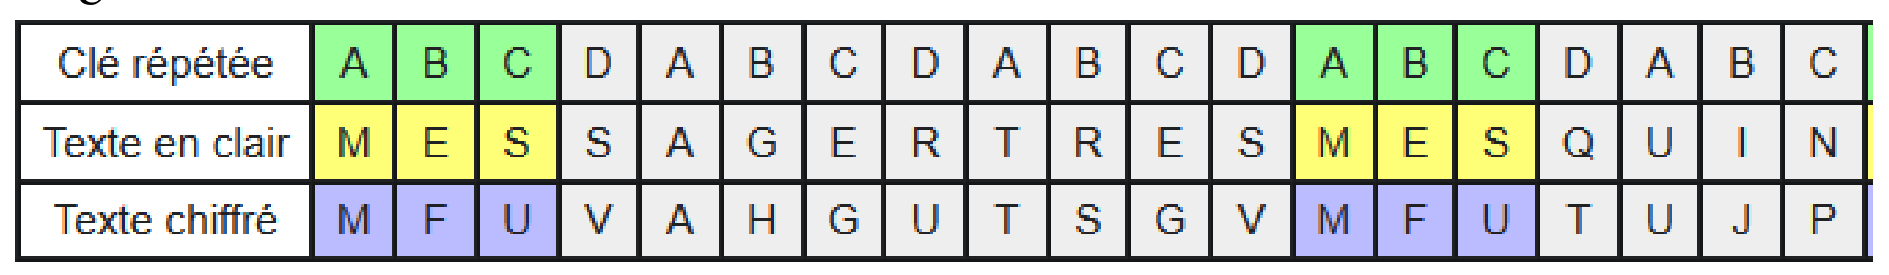 Clé répétée A B C D A B C D A B C D A B C D A B C
Texte en clair M E S S A G E R T R E S M E S Q U I N
Texte chiffré M F U V A H G U T S G V M F U T U J P